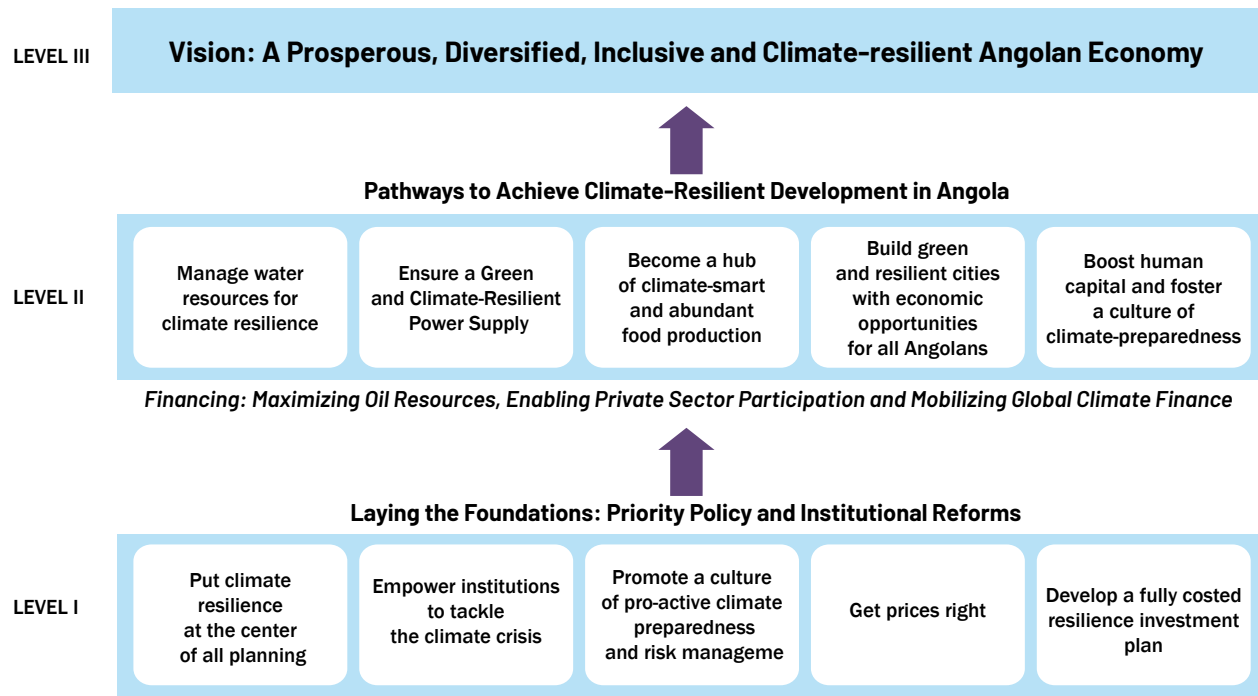 LEVEL III
Vision: A Prosperous, Diversified, Inclusive and Climate-resilient Angolan Economy
Pathways to Achieve Climate-Resilient Development in Angola
LEVEL II
Manage water
resources for
climate resilience
Ensure a Green
and Climate-Resilient
Power Supply
Become a hub
of climate-smart
and abundant
food production
Build green
and resilient cities
with economic
opportunities
for all Angolans
Boost human
capital and foster
a culture of
climate-preparedness
Financing: Maximizing Oil Resources, Enabling Private Sector Participation and Mobilizing Global Climate Finance
Laying the Foundations: Priority Policy and Institutional Reforms
LEVEL I
Put climate
resilience
at the center
of all planning
Empower institutions
to tackle
the climate crisis
Promote a culture
of pro-active climate
preparedness
and risk manageme
Get prices right
Develop a fully costed
resilience investment
plan